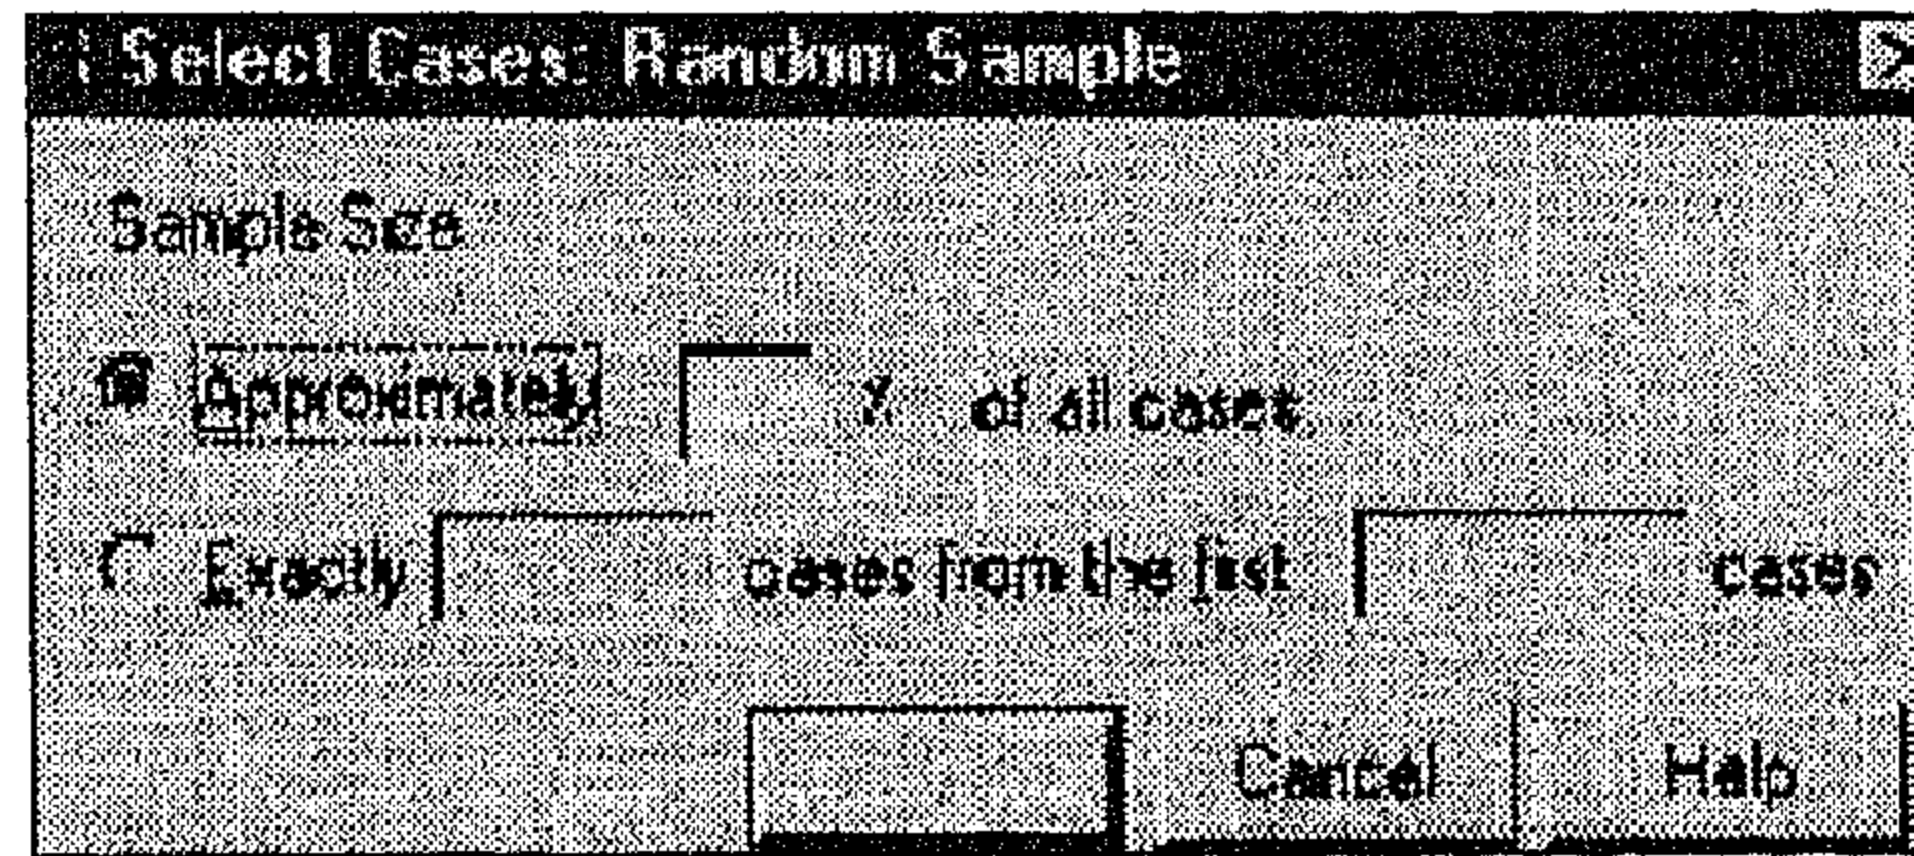 Select Cases: Random Sample
Sample Size
Approximately % of all cases
Exactly cases from the first cases
Cancel Help